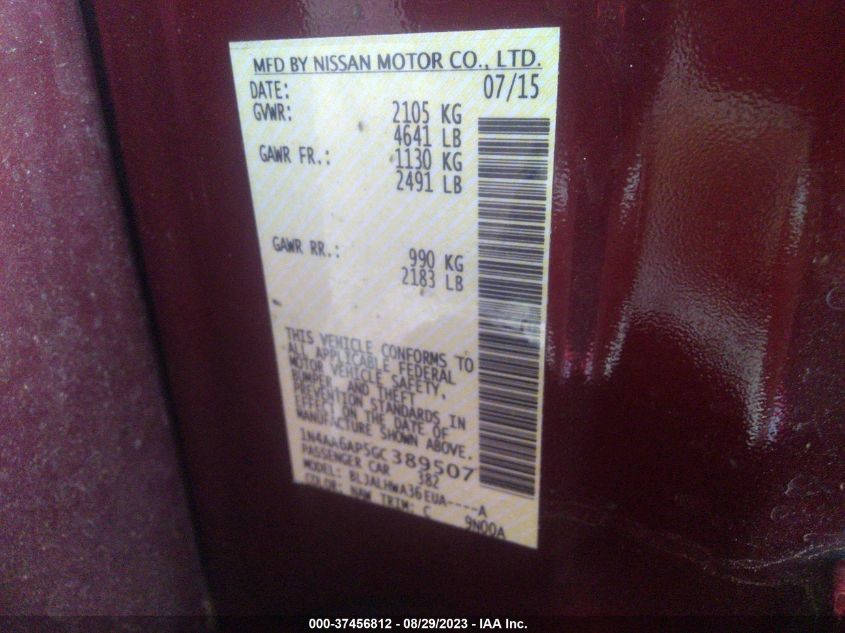 MFD BY NISSAN MOTOR CO., LTD.
DATE: 07/15
GVWR: 2105 KG
4641 LB
GAWR FR.: 1130 KG
2491 LB
GAWR RR.: 990 KG
2183 LB
THIS VEHICLE CONFORMS TO
ALL APPLICABLE FEDERAL
MOTOR VEHICLE SAFETY,
BUMPER, AND THEFT
PREVENTION STANDARDS IN
EFFECT ON THE DATE OF
MANUFACTURE SHOWN ABOVE.
1N4AA6AP5GC389507
PASSENGER CAR 382
MODEL: BLJALHWA36EUA----A
COLOR: NAW TRIM: C 9N00A
000-37456812 - 08/29/2023 - IAA Inc.